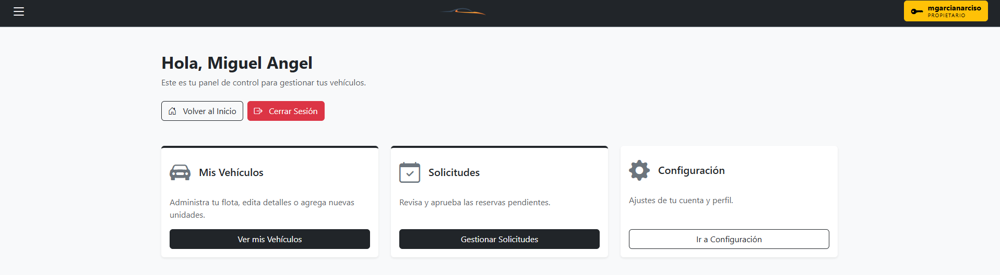 mgarcianarciso
PROPIETARIO
Hola, Miguel Angel
Este es tu panel de control para gestionar tus vehículos.
Volver al Inicio
Cerrar Sesión
Mis Vehículos
Administra tu flota, edita detalles o agrega nuevas
unidades.
Ver mis Vehículos
Solicitudes
Revisa y aprueba las reservas pendientes.
Gestionar Solicitudes
Configuración
Ajustes de tu cuenta y perfil.
Ir a Configuración